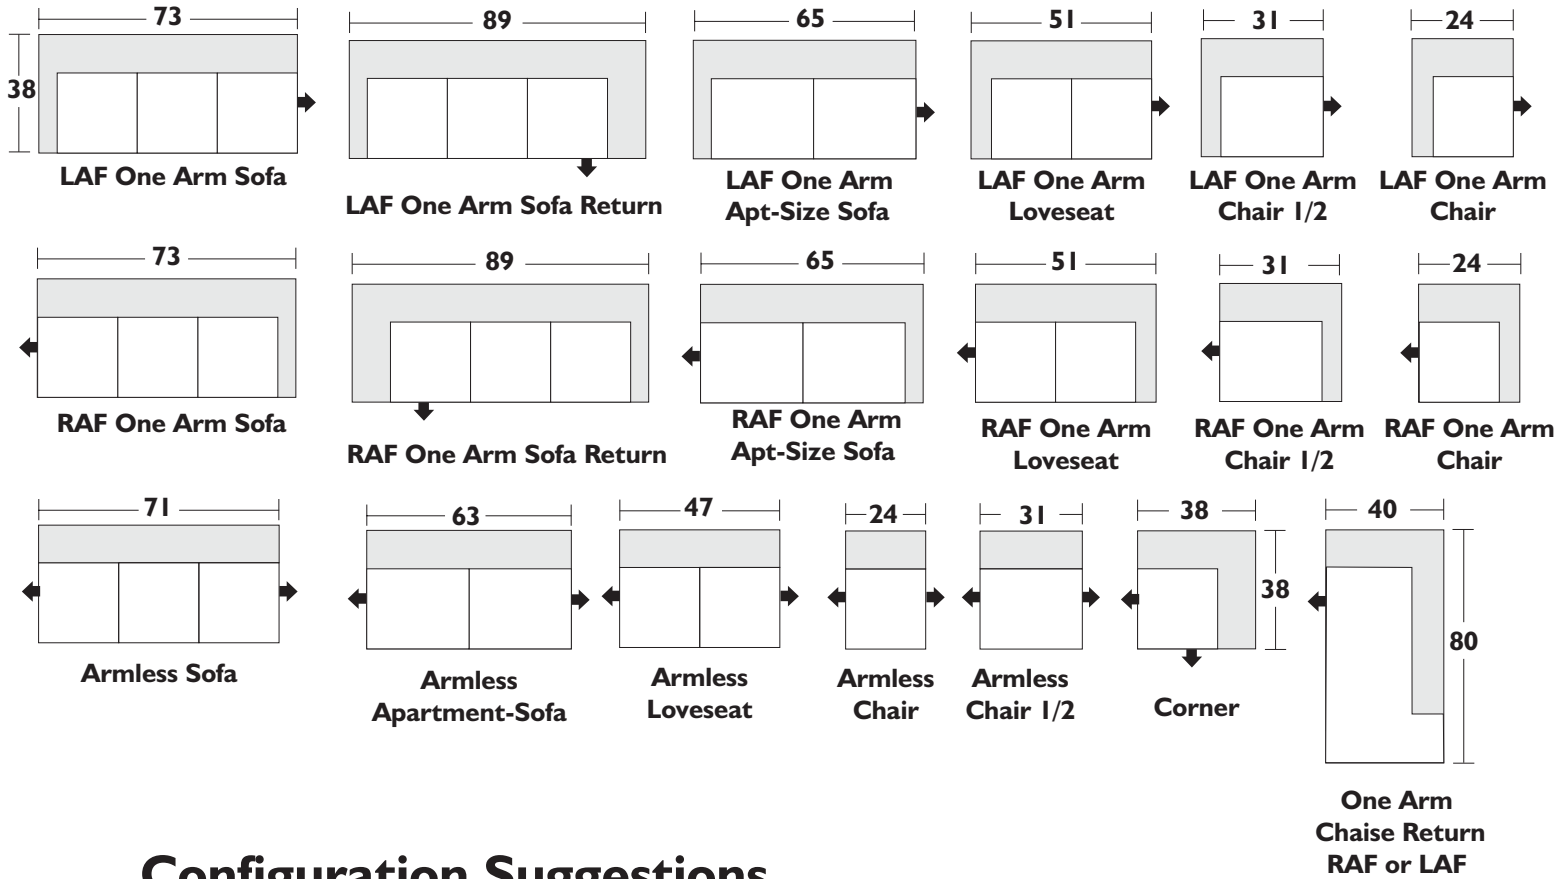 73
89
65
51
31
24
38
LAF One Arm Sofa
LAF One Arm Sofa Return
LAF One Arm
Apt-Size Sofa
LAF One Arm
Loveseat
LAF One Arm
Chair 1/2
LAF One Arm
Chair
73
89
65
51
31
24
RAF One Arm Sofa
RAF One Arm Sofa Return
RAF One Arm
Apt-Size Sofa
RAF One Arm
Loveseat
RAF One Arm
Chair 1/2
RAF One Arm
Chair
71
63
47
24
31
38
38
40
80
Armless Sofa
Armless
Apartment-Sofa
Armless
Loveseat
Armless
Chair
Armless
Chair 1/2
Corner
One Arm
Chaise Return
RAF or LAF
Configuration Suggestions